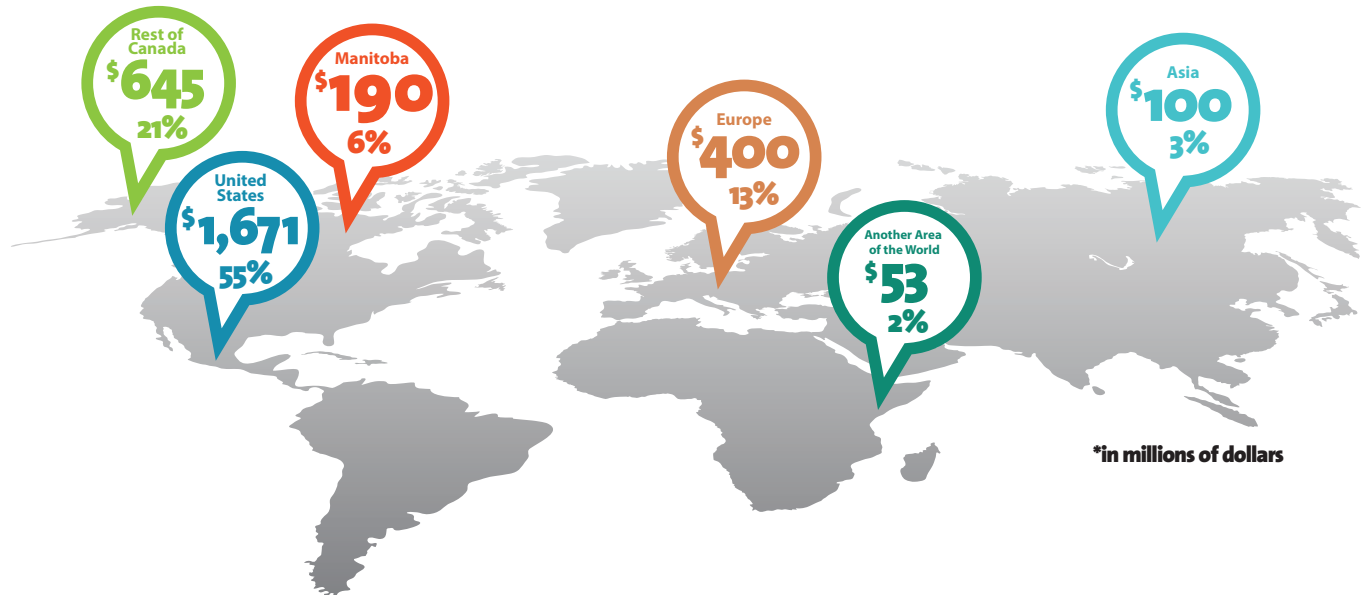 Rest of
Canada
$645
21%
Manitoba
$190
6%
United
States
$1,671
55%
Europe
$400
13%
Another Area
of the World
$53
2%
Asia
$100
3%
*in millions of dollars